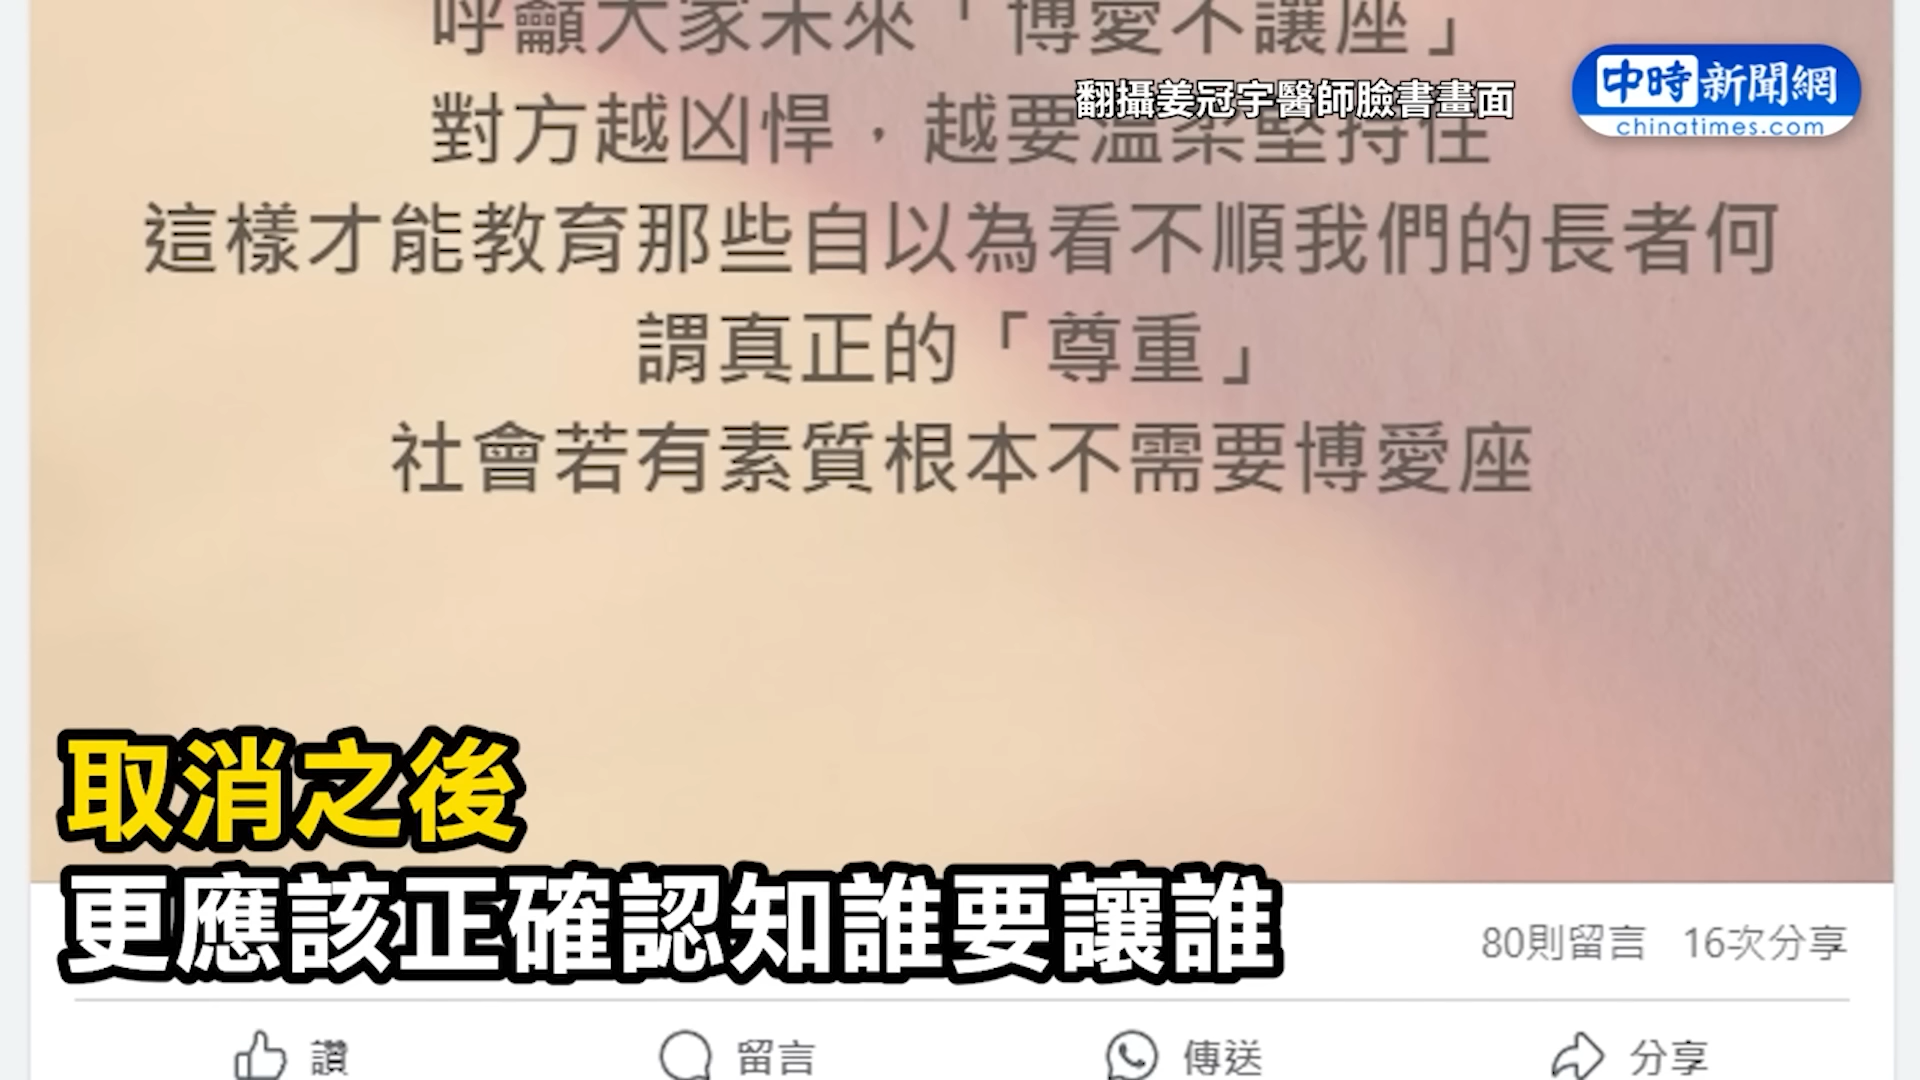 呼籲大家未來「博愛不讓座」
翻攝姜冠宇醫師臉書畫面
中時新聞網
chinatimes.com
對方越凶悍，越要溫柔堅持住
這樣才能教育那些自以為看不順我們的長者何
謂真正的「尊重」
社會若有素質根本不需要博愛座
取消之後
更應該正確認知誰要讓誰
80則留言 16次分享
讚 留言 傳送 分享